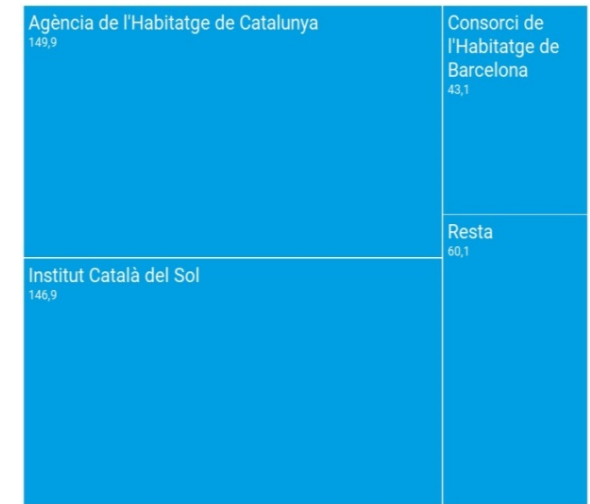 Agència de l'Habitatge de Catalunya
149,9
Consorci de
l'Habitatge de
Barcelona
43,1
Institut Català del Sol
146,9
Resta
60,1